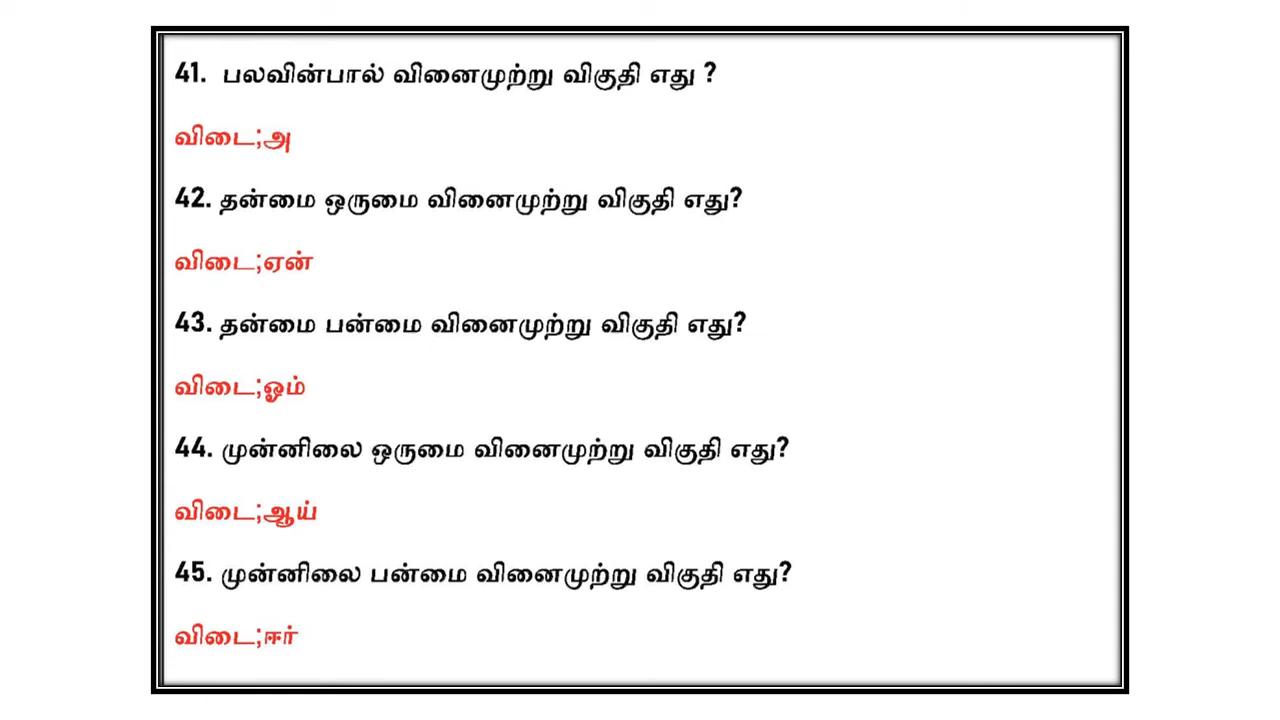 41. பலவின்பால் வினைமுற்று விகுதி எது ?
விடை;அ
42. தன்மை ஒருமை வினைமுற்று விகுதி எது?
விடை;ஏன்
43. தன்மை பன்மை வினைமுற்று விகுதி எது?
விடை;ஓம்
44. முன்னிலை ஒருமை வினைமுற்று விகுதி எது?
விடை;ஆய்
45. முன்னிலை பன்மை வினைமுற்று விகுதி எது?
விடை;ஈர்